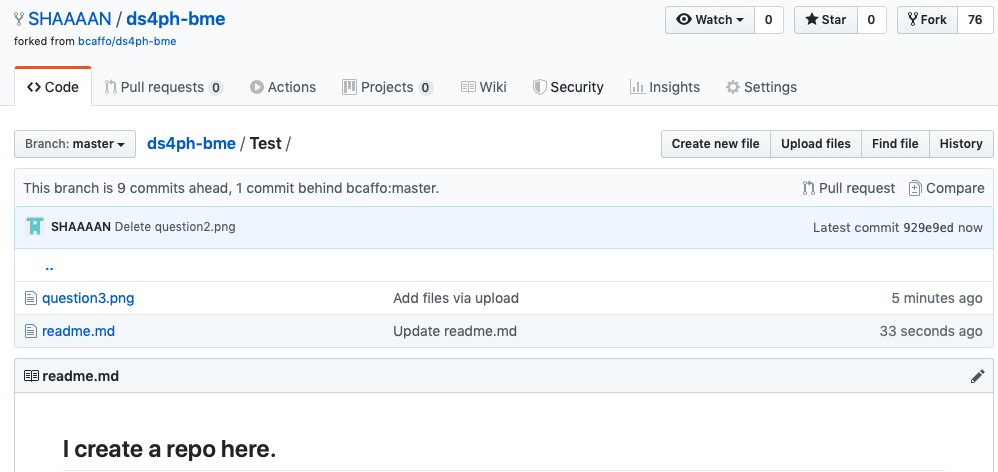 SHAAAAN / ds4ph-bme Watch 0 Star 0 Fork 76
forked from bcaffo/ds4ph-bme
Code Pull requests 0 Actions Projects 0 Wiki Security Insights Settings
Branch: master ds4ph-bme / Test / Create new file Upload files Find file History
This branch is 9 commits ahead, 1 commit behind bcaffo:master. Pull request Compare
SHAAAAN Delete question2.png Latest commit 929e9ed now
..
question3.png Add files via upload 5 minutes ago
readme.md Update readme.md 33 seconds ago
readme.md
I create a repo here.